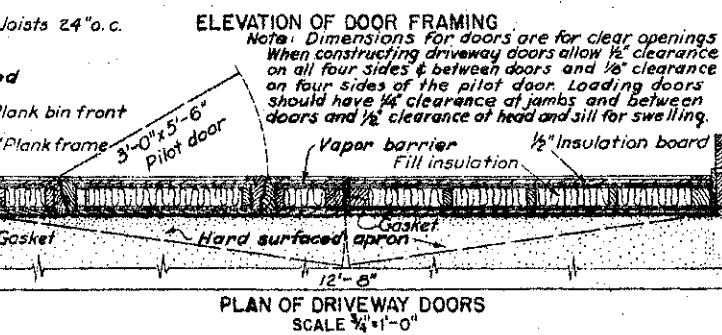 Joists 24"o.c.
ELEVATION OF DOOR FRAMING
Note: Dimensions for doors are for clear openings
When constructing driveway doors allow ½" clearance
on all four sides & between doors and ⅛" clearance
on four sides of the pilot door. Loading doors
should have ¼" clearance at jambs and between
doors and ½" clearance at head and sill for swelling.
Plank bin front
Plank frame
3'-0"x5'-6"
Pilot door
Vapor barrier
½" Insulation board
Fill insulation
Gasket
Gasket
Hard surfaced apron
12'-8"
PLAN OF DRIVEWAY DOORS
SCALE ¾"=1'-0"